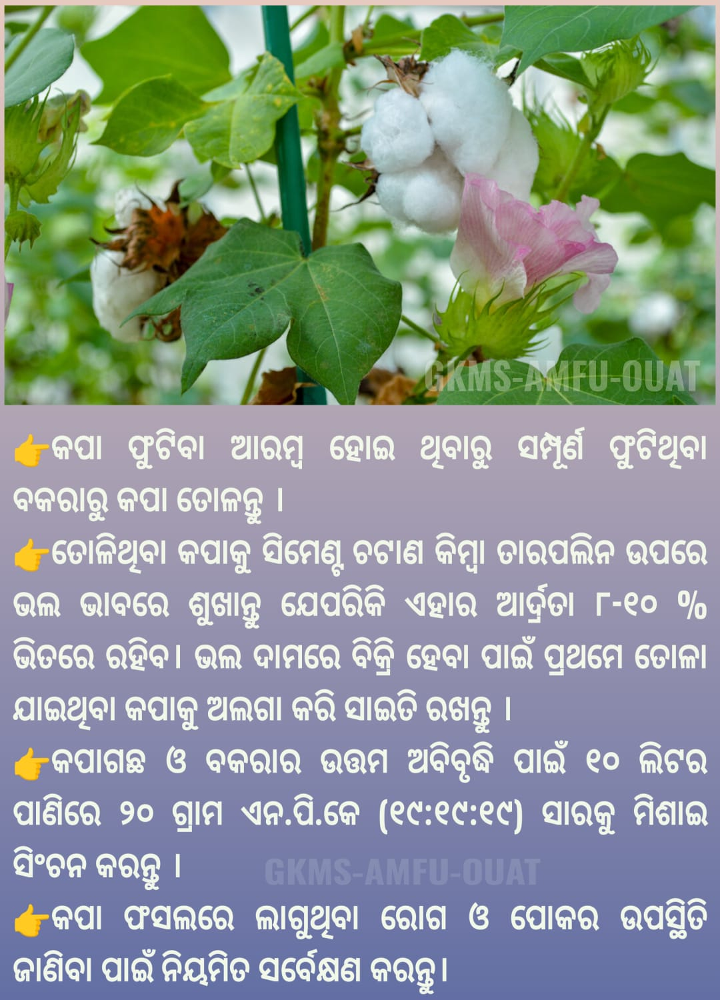 GKMS-AMFU-OUAT
👉କପା ଫୁଟିବା ଆରମ୍ଭ ହୋଇ ଥିବାରୁ ସମ୍ପୂର୍ଣ ଫୁଟିଥିବା
ବକରାରୁ କପା ତୋଳନ୍ତୁ ।
👉ତୋଳିଥିବା କପାକୁ ସିମେଣ୍ଟ ଚଟାଣ କିମ୍ବା ତାରପଲିନ ଉପରେ
ଭଲ ଭାବରେ ଶୁଖାନ୍ତୁ ଯେପରିକି ଏହାର ଆର୍ଦ୍ରତା ୮-୧୦ %
ଭିତରେ ରହିବ। ଭଲ ଦାମରେ ବିକ୍ରି ହେବା ପାଇଁ ପ୍ରଥମେ ତୋଳା
ଯାଇଥିବା କପାକୁ ଅଲଗା କରି ସାଇତି ରଖନ୍ତୁ ।
👉କପାଗଛ ଓ ବକରାର ଉତ୍ତମ ଅବିବୃଦ୍ଧି ପାଇଁ ୧୦ ଲିଟର
ପାଣିରେ ୨୦ ଗ୍ରାମ ଏନ.ପି.କେ (୧୯:୧୯:୧୯) ସାରକୁ ମିଶାଇ
ସିଂଚନ କରନ୍ତୁ ।
GKMS-AMFU-OUAT
👉କପା ଫସଲରେ ଲାଗୁଥିବା ରୋଗ ଓ ପୋକର ଉପସ୍ଥିତି
ଜାଣିବା ପାଇଁ ନିୟମିତ ସର୍ବେକ୍ଷଣ କରନ୍ତୁ।